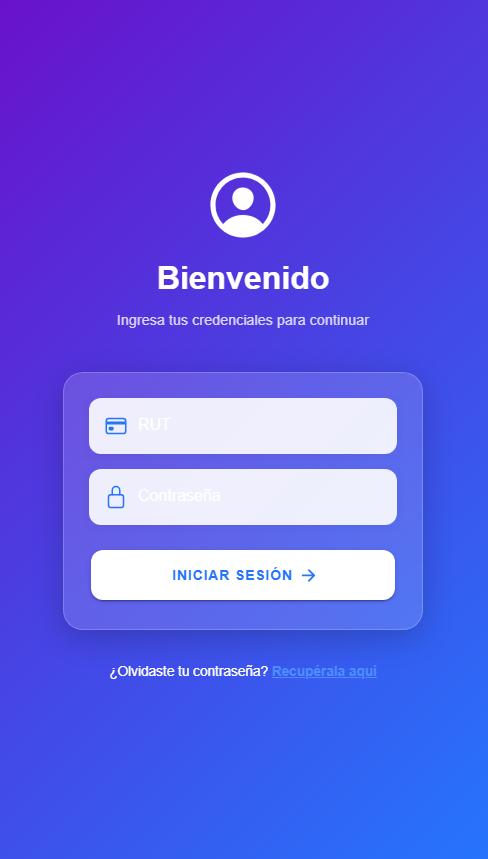 Bienvenido
Ingresa tus credenciales para continuar
RUT
Contraseña
INICIAR SESIÓN
¿Olvidaste tu contraseña? Recupérala aquí